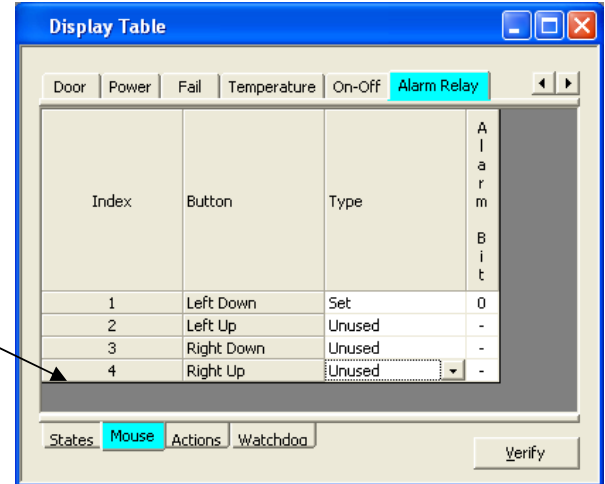 Display Table
Door Power Fail Temperature On-Off Alarm Relay
Index Button Type Alarm Bit
1 Left Down Set 0
2 Left Up Unused -
3 Right Down Unused -
4 Right Up Unused -
States Mouse Actions Watchdog
Verify